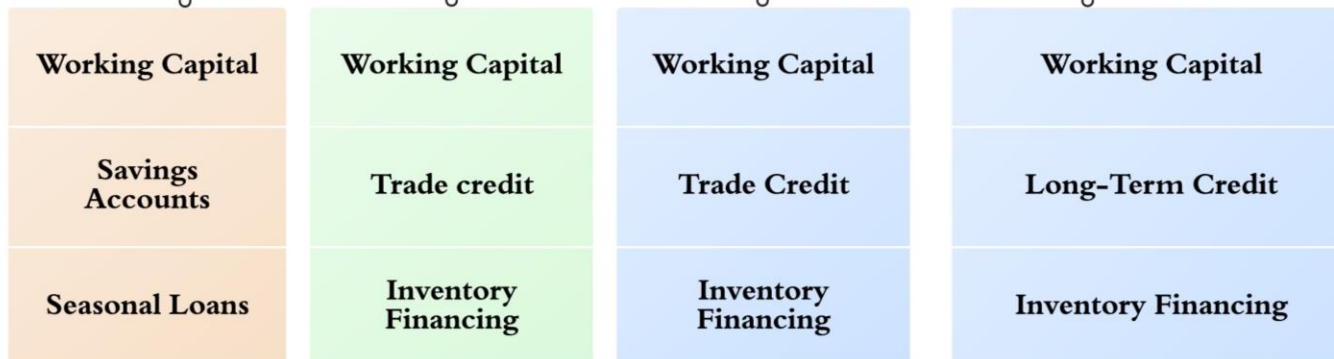 Working Capital
Savings
Accounts
Seasonal Loans
Working Capital
Trade credit
Inventory
Financing
Working Capital
Trade Credit
Inventory
Financing
Working Capital
Long-Term Credit
Inventory Financing